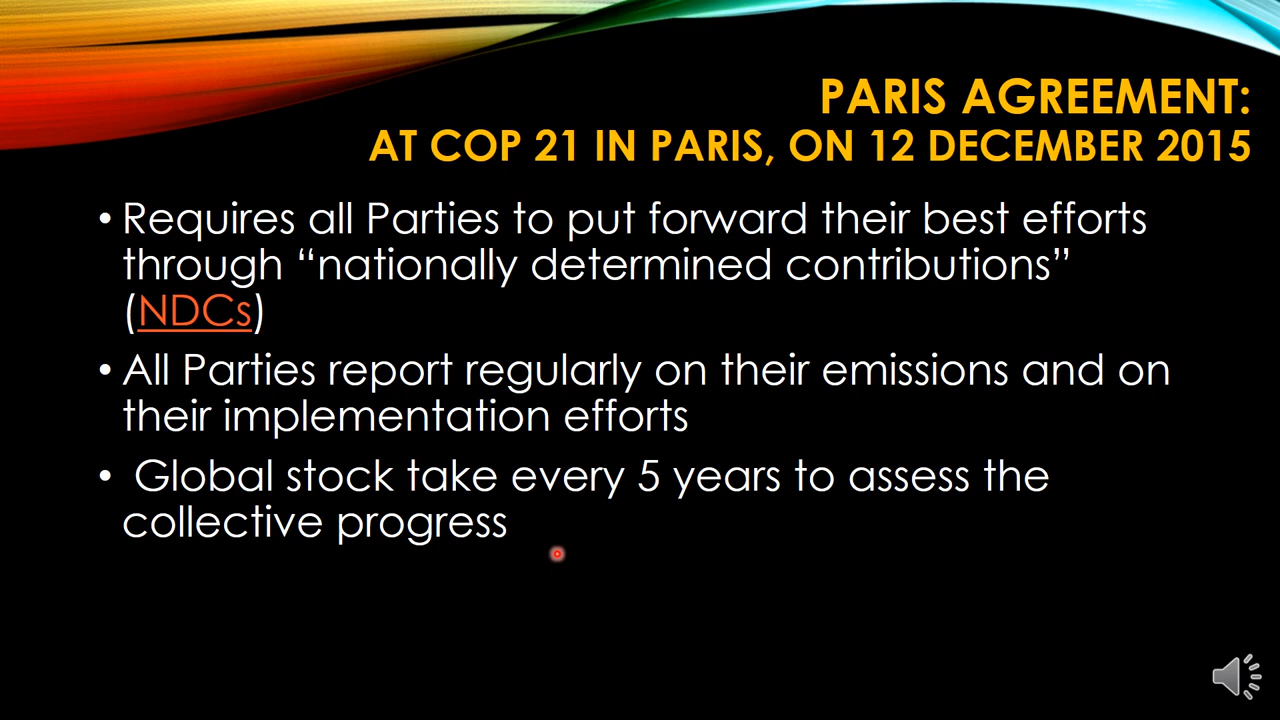 PARIS AGREEMENT:
AT COP 21 IN PARIS, ON 12 DECEMBER 2015
• Requires all Parties to put forward their best efforts
through “nationally determined contributions”
(NDCs)
• All Parties report regularly on their emissions and on
their implementation efforts
• Global stock take every 5 years to assess the
collective progress